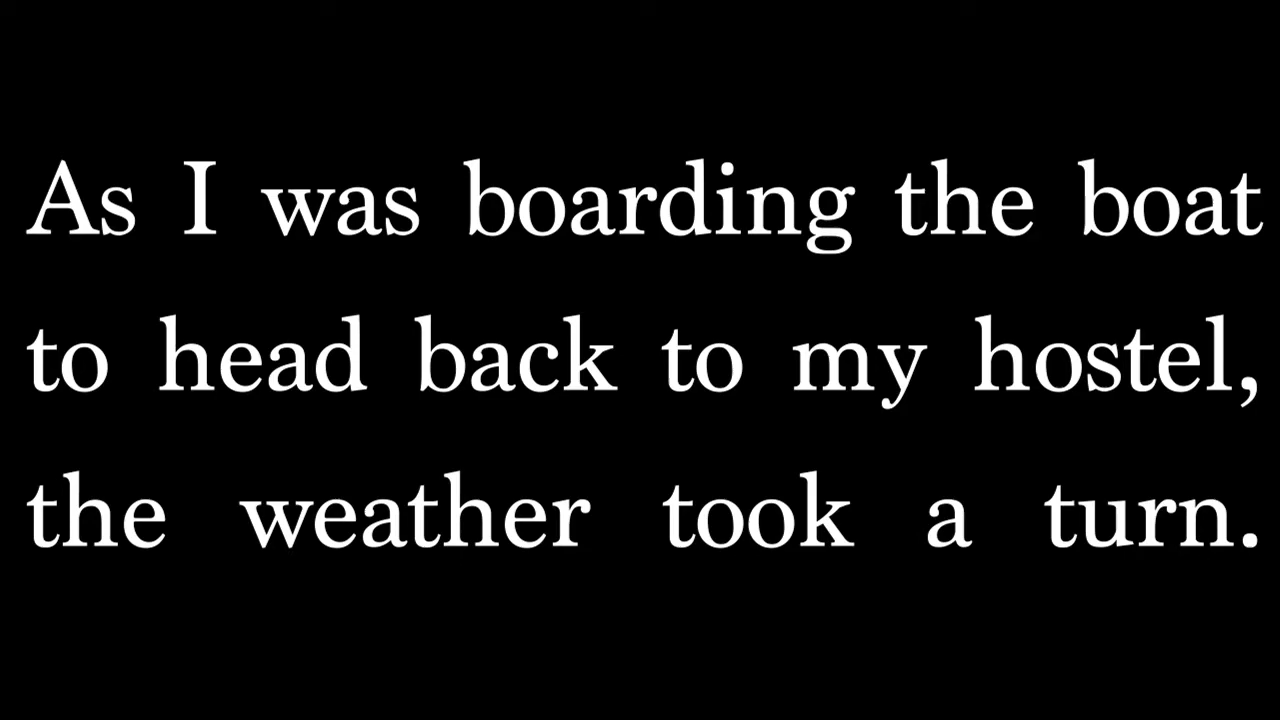 As I was boarding the boat
to head back to my hostel,
the weather took a turn.